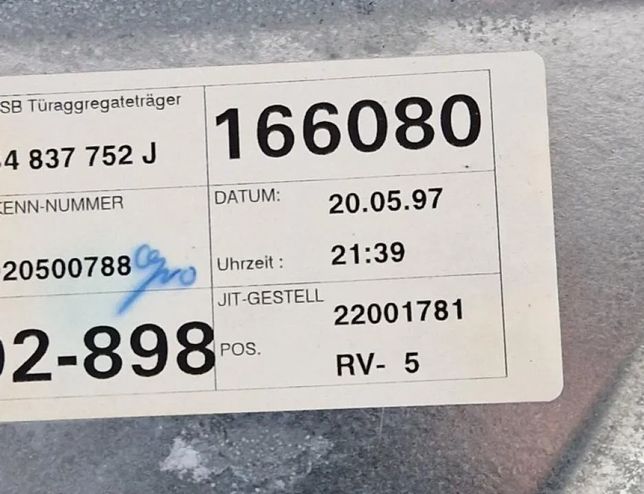 SB Türaggregateträger
4 837 752 J
166080
KENN-NUMMER
20500788
DATUM: 20.05.97
Uhrzeit : 21:39
JIT-GESTELL 22001781
02-898
POS. RV- 5